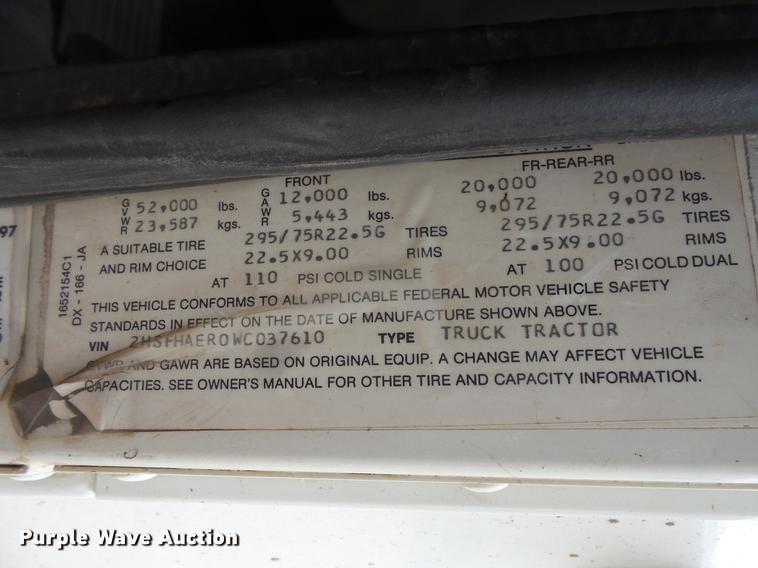 FR-REAR-RR
FRONT
GVWR 52,000 lbs. GAWR 12,000 lbs. 20,000 20,000 lbs.
23,587 kgs. 5,443 kgs. 9,072 9,072 kgs.
97
A SUITABLE TIRE 295/75R22.5G TIRES 295/75R22.5G TIRES
AND RIM CHOICE 22.5X9.00 RIMS 22.5X9.00 RIMS
AT 110 PSI COLD SINGLE AT 100 PSI COLD DUAL
1652154C1
DX - 166 - JA
THIS VEHICLE CONFORMS TO ALL APPLICABLE FEDERAL MOTOR VEHICLE SAFETY
STANDARDS IN EFFECT ON THE DATE OF MANUFACTURE SHOWN ABOVE.
VIN 2HSFHAER0WC037610 TYPE TRUCK TRACTOR
GVWR AND GAWR ARE BASED ON ORIGINAL EQUIP. A CHANGE MAY AFFECT VEHICLE
CAPACITIES. SEE OWNER'S MANUAL FOR OTHER TIRE AND CAPACITY INFORMATION.
Purple Wave Auction